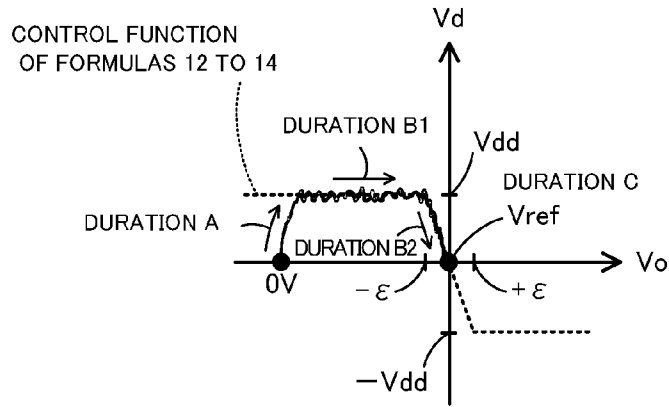 Vd
CONTROL FUNCTION
OF FORMULAS 12 TO 14
DURATION B1
Vdd
DURATION C
DURATION A
Vref
DURATION B2
Vo
0V
-ε
+ε
-Vdd